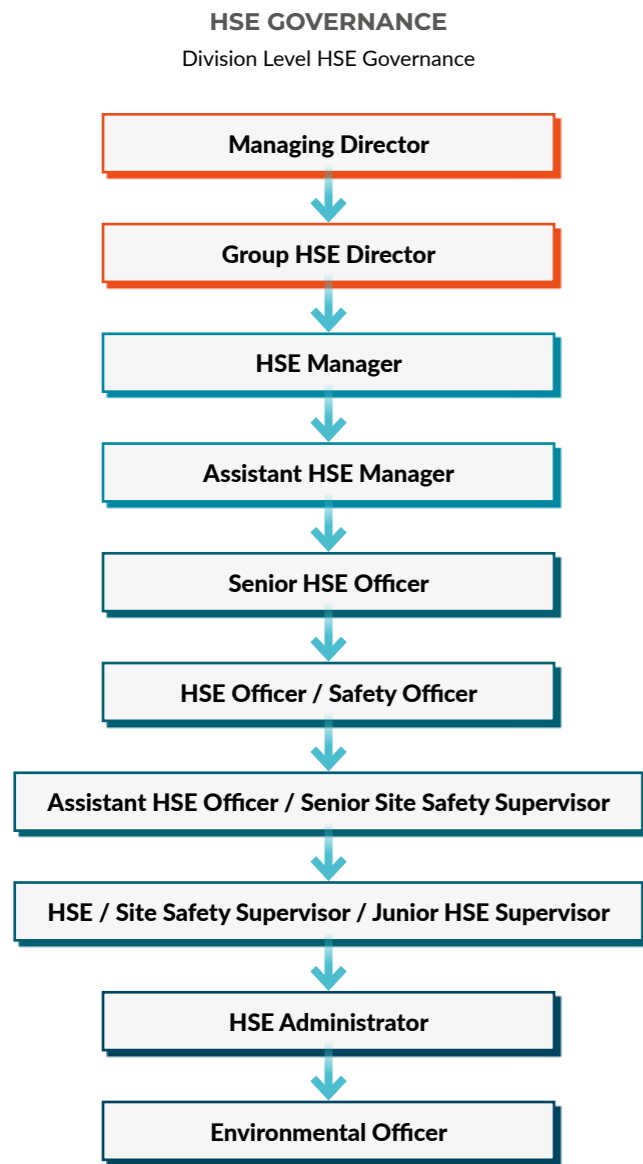 HSE GOVERNANCE
Division Level HSE Governance
Managing Director
Group HSE Director
HSE Manager
Assistant HSE Manager
Senior HSE Officer
HSE Officer / Safety Officer
Assistant HSE Officer / Senior Site Safety Supervisor
HSE / Site Safety Supervisor / Junior HSE Supervisor
HSE Administrator
Environmental Officer